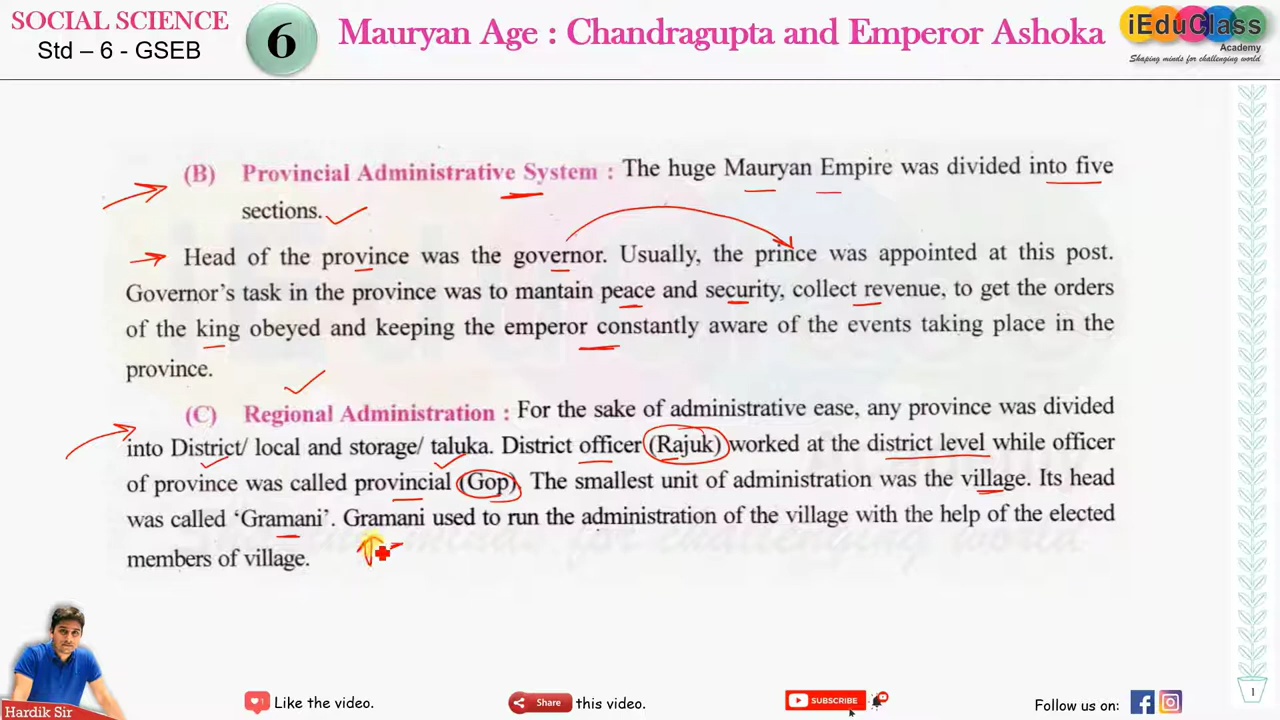 SOCIAL SCIENCE
Std – 6 - GSEB
6
Mauryan Age : Chandragupta and Emperor Ashoka
iEduClass
Academy
Shaping minds for challenging world
(B) Provincial Administrative System : The huge Mauryan Empire was divided into five
sections.
Head of the province was the governor. Usually, the prince was appointed at this post.
Governor's task in the province was to mantain peace and security, collect revenue, to get the orders
of the king obeyed and keeping the emperor constantly aware of the events taking place in the
province.
(C) Regional Administration : For the sake of administrative ease, any province was divided
into District/ local and storage/ taluka. District officer (Rajuk) worked at the district level while officer
of province was called provincial (Gop). The smallest unit of administration was the village. Its head
was called 'Gramani'. Gramani used to run the administration of the village with the help of the elected
members of village.
Hardik Sir
Like the video.
Share this video.
SUBSCRIBE
Follow us on:
1